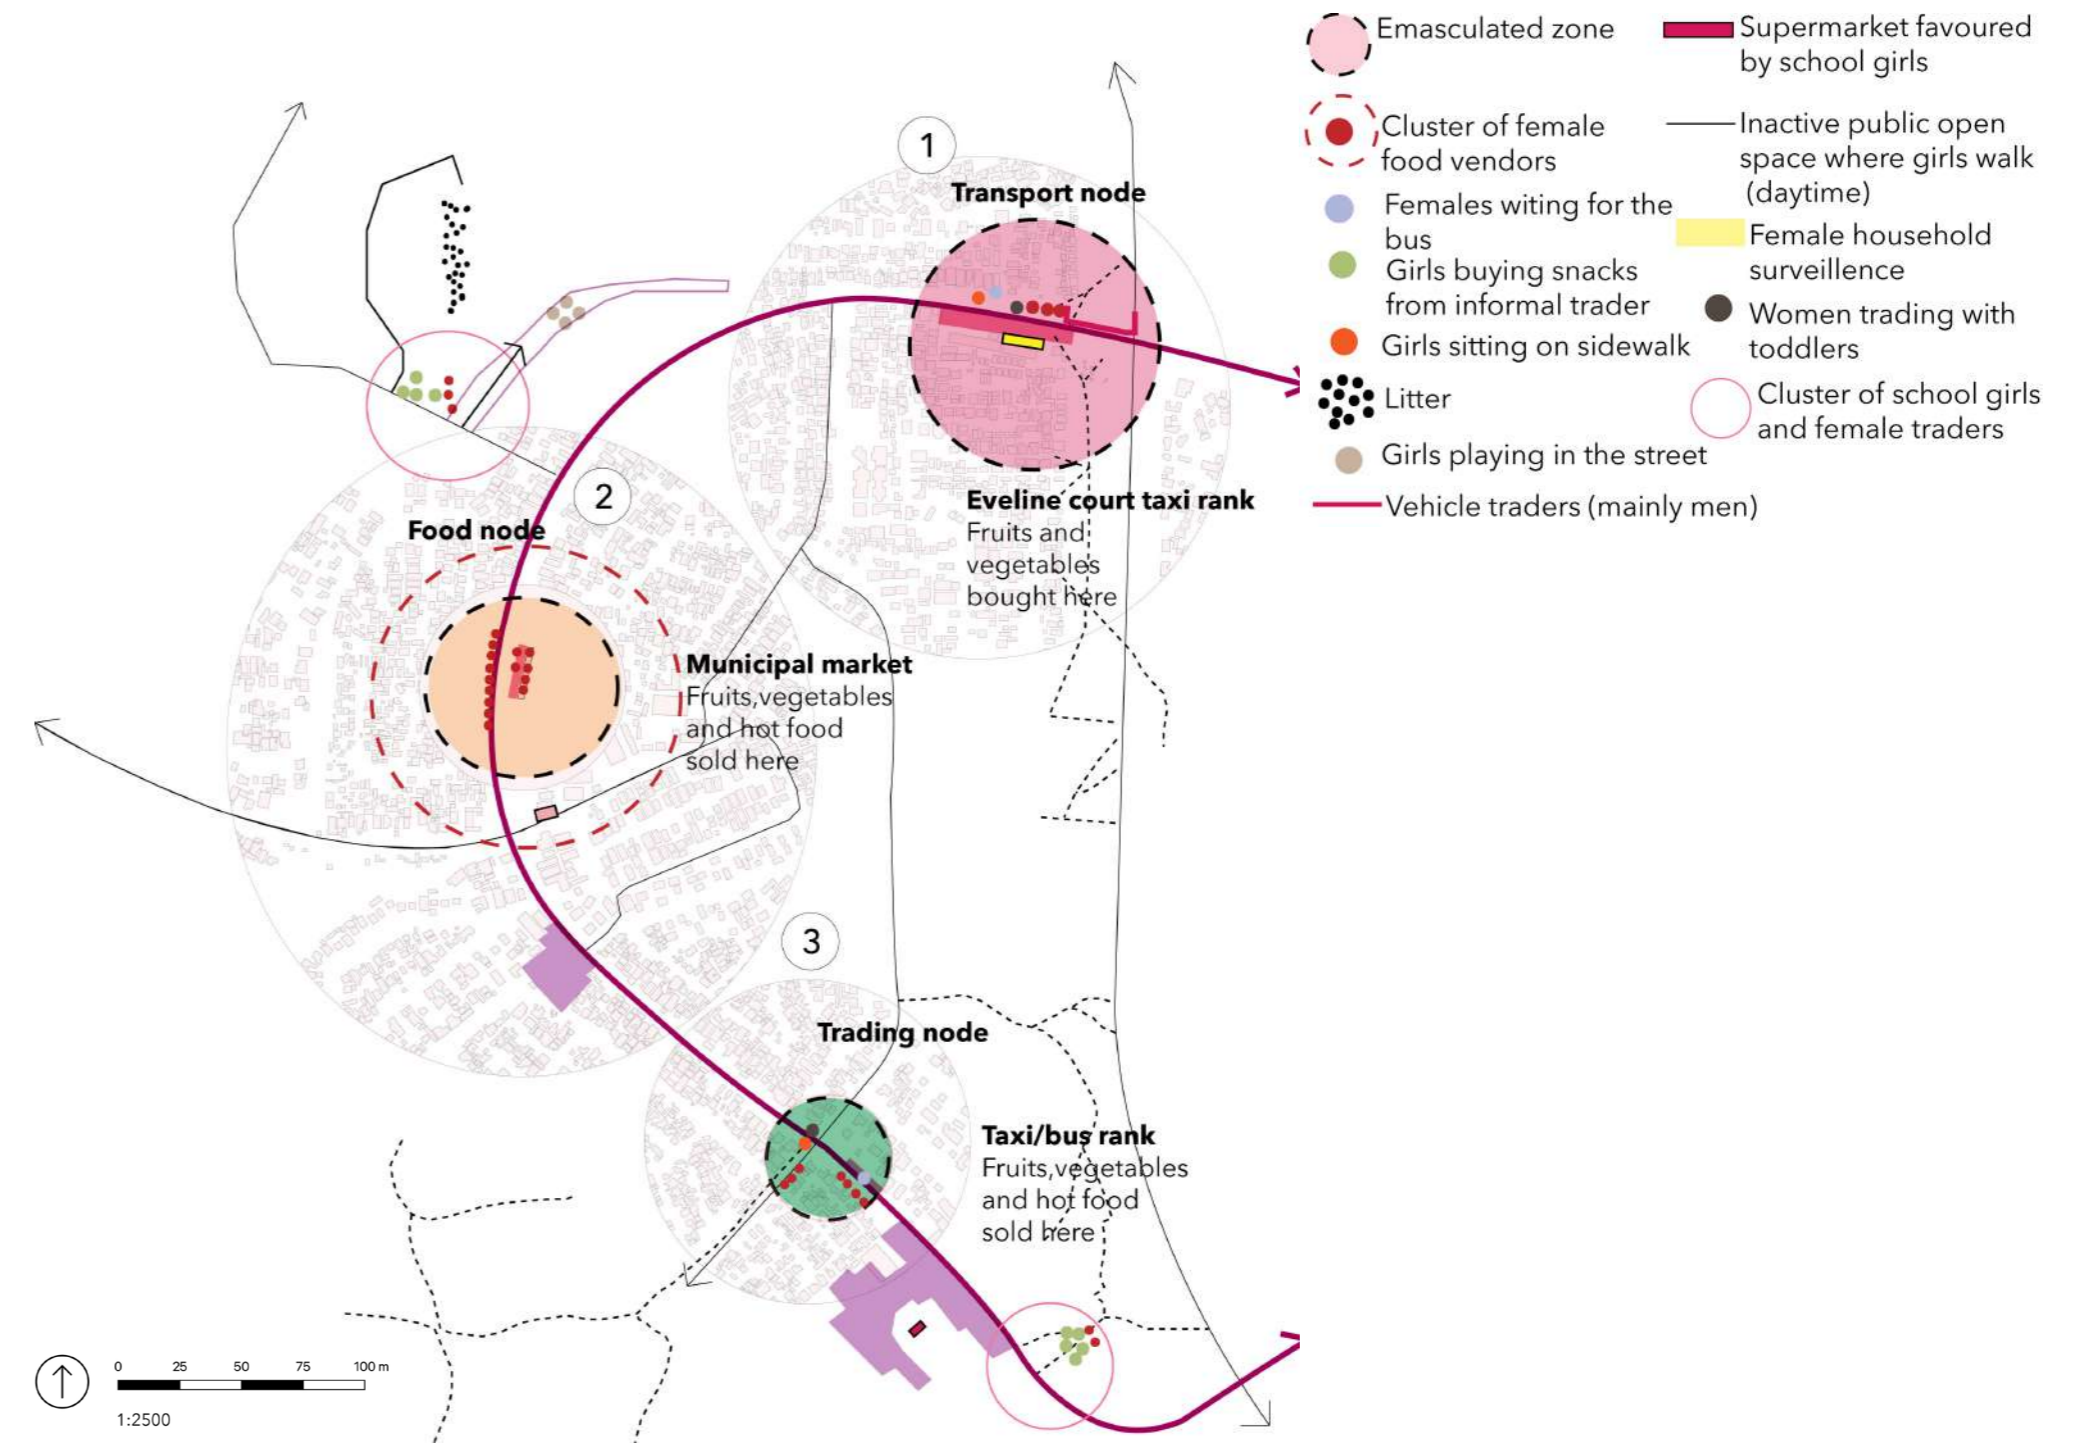 1
Transport node
Eveline court taxi rank
Fruits and
vegetables
bought here
2
Food node
Municipal market
Fruits,vegetables
and hot food
sold here
3
Trading node
Taxi/bus rank
Fruits,vegetables
and hot food
sold here
0 25 50 75 100 m
1:2500
Emasculated zone
Cluster of female
food vendors
Females witing for the
bus
Girls buying snacks
from informal trader
Girls sitting on sidewalk
Litter
Girls playing in the street
Vehicle traders (mainly men)
Supermarket favoured
by school girls
Inactive public open
space where girls walk
(daytime)
Female household
surveillence
Women trading with
toddlers
Cluster of school girls
and female traders